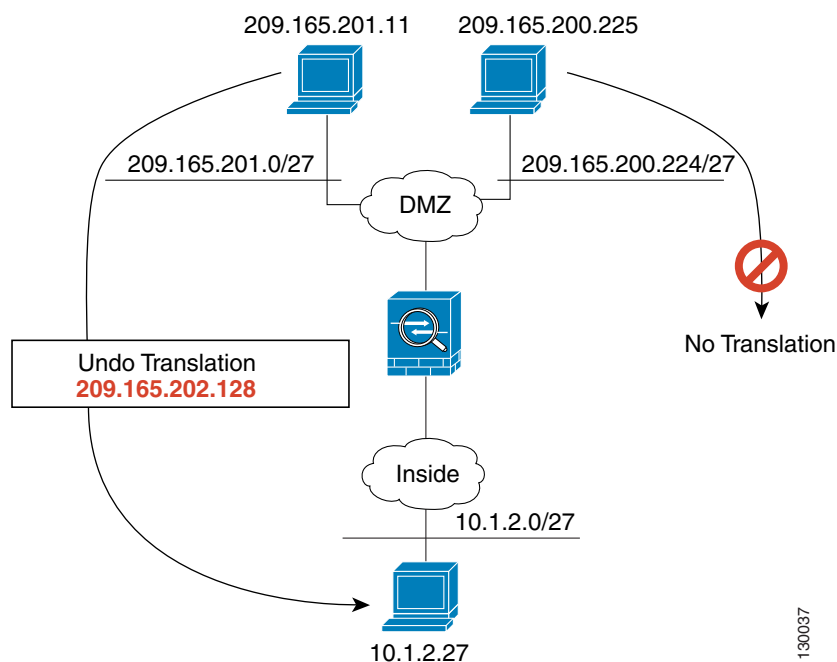 209.165.201.11
209.165.200.225
209.165.201.0/27
209.165.200.224/27
DMZ
No Translation
Undo Translation
209.165.202.128
Inside
10.1.2.0/27
10.1.2.27
130037